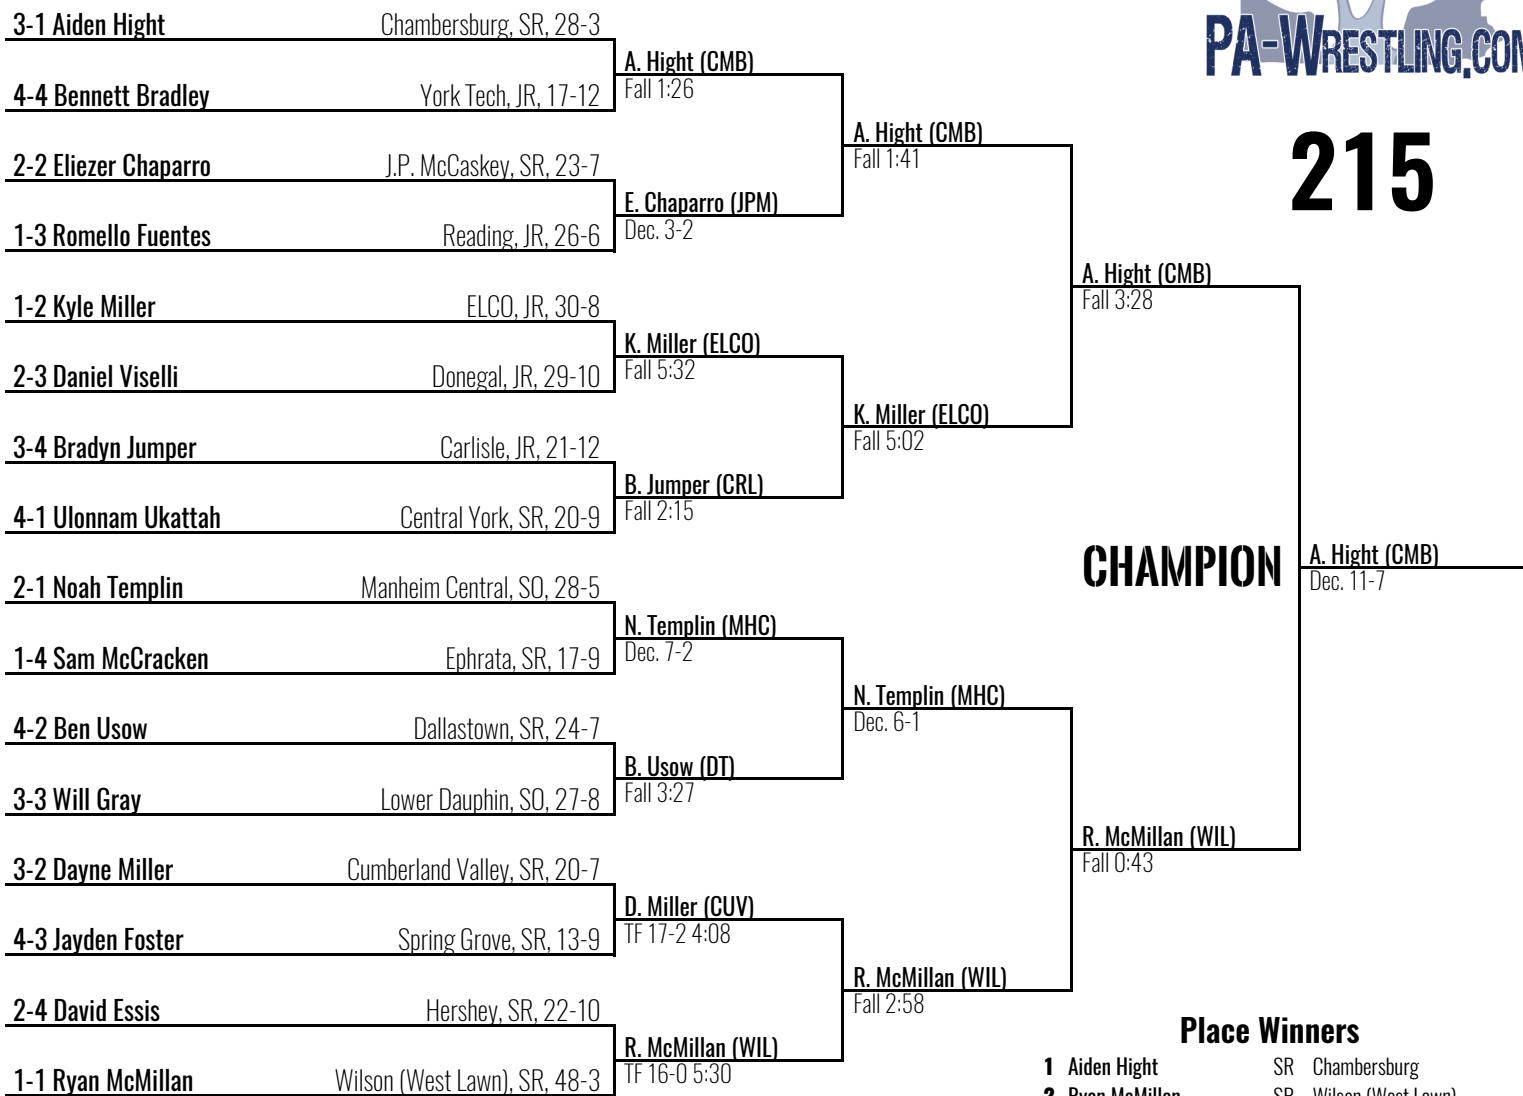 PA-WRESTLING.COM
215
3-1 Aiden Hight Chambersburg, SR, 28-3
A. Hight (CMB)
Fall 1:26
4-4 Bennett Bradley York Tech, JR, 17-12
A. Hight (CMB)
Fall 1:41
2-2 Eliezer Chaparro J.P. McCaskey, SR, 23-7
E. Chaparro (JPM)
Dec. 3-2
1-3 Romello Fuentes Reading, JR, 26-6
A. Hight (CMB)
Fall 3:28
1-2 Kyle Miller ELCO, JR, 30-8
K. Miller (ELCO)
Fall 5:32
2-3 Daniel Viselli Donegal, JR, 29-10
K. Miller (ELCO)
Fall 5:02
3-4 Bradyn Jumper Carlisle, JR, 21-12
B. Jumper (CRL)
Fall 2:15
4-1 Ulonnam Ukattah Central York, SR, 20-9
CHAMPION
A. Hight (CMB)
Dec. 11-7
2-1 Noah Templin Manheim Central, SO, 28-5
N. Templin (MHC)
Dec. 7-2
1-4 Sam McCracken Ephrata, SR, 17-9
N. Templin (MHC)
Dec. 6-1
4-2 Ben Usow Dallastown, SR, 24-7
B. Usow (DT)
Fall 3:27
3-3 Will Gray Lower Dauphin, SO, 27-8
R. McMillan (WIL)
Fall 0:43
3-2 Dayne Miller Cumberland Valley, SR, 20-7
D. Miller (CUV)
TF 17-2 4:08
4-3 Jayden Foster Spring Grove, SR, 13-9
R. McMillan (WIL)
Fall 2:58
2-4 David Essis Hershey, SR, 22-10
R. McMillan (WIL)
TF 16-0 5:30
1-1 Ryan McMillan Wilson (West Lawn), SR, 48-3
Place Winners
1 Aiden Hight SR Chambersburg
2 Ryan McMillan SR Wilson (West Lawn)